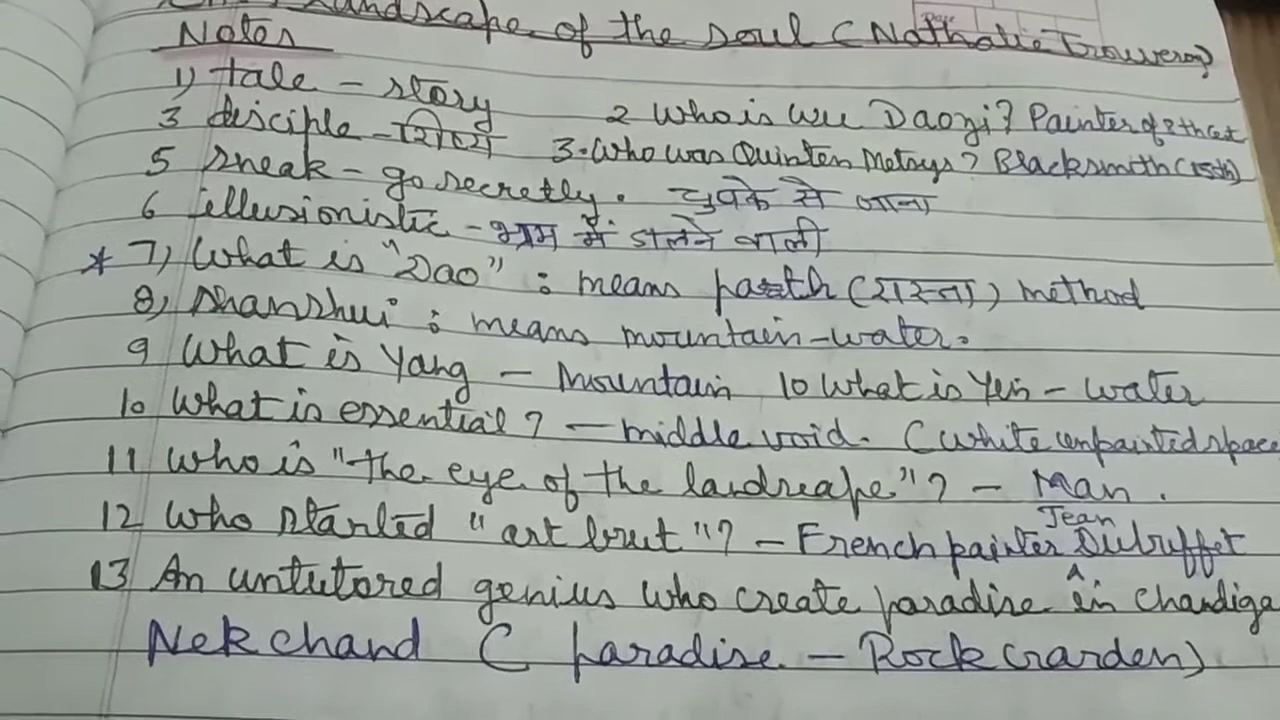 Landscape of the Soul (Nathalie Trouveroy)
Notes
1) tale - story 2 Who is wu Daozi? Painter of 8th cet
3 disciple - शिष्य 3. Who was Quinten Metsys? Blacksmith (15th)
5 sneak - go secretly. चुपके से जाना
6 illusionistic - भ्रम में डालने वाली
* 7) What is "Dao" : means path (रास्ता) method
8) Shanshui : means mountain-water.
9 What is Yang - Mountain 10 What is Yin - Water
10 What is essential? - middle void. (white unpainted space
11 Who is "the eye of the landscape"? - Man.
12 Who started "art brut"? - French painter Jean Dubuffet
13 An untutored genius who create paradise in Chandiga
Nekchand ( paradise - Rock Garden)